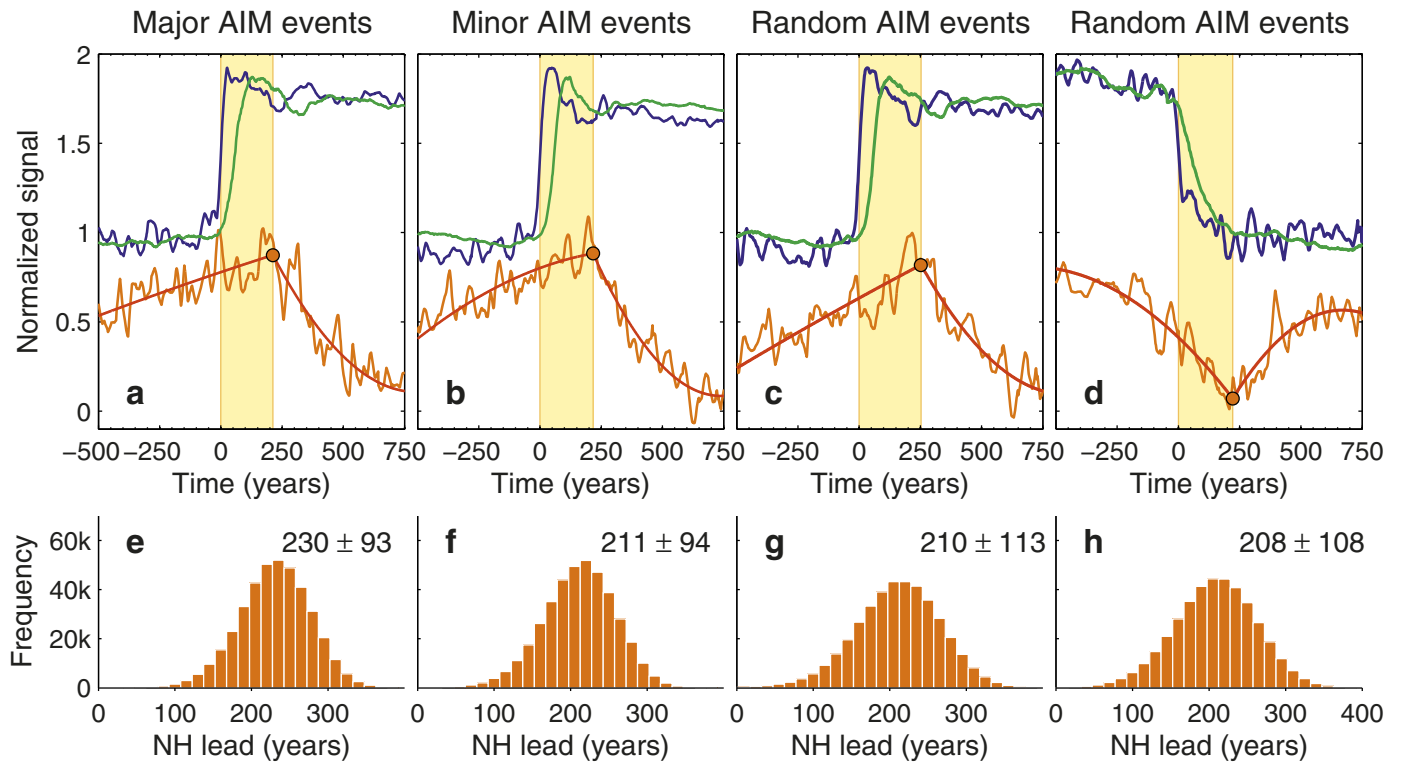 Major AIM events
Minor AIM events
Random AIM events
Random AIM events
Normalized signal
2
1.5
1
0.5
0
a
b
c
d
−500 −250 0 250 500 750
−250 0 250 500 750
−250 0 250 500 750
−250 0 250 500 750
Time (years)
Time (years)
Time (years)
Time (years)
Frequency
60k
40k
20k
0
e
230 ± 93
f
211 ± 94
g
210 ± 113
h
208 ± 108
0 100 200 300
0 100 200 300
0 100 200 300
0 100 200 300 400
NH lead (years)
NH lead (years)
NH lead (years)
NH lead (years)